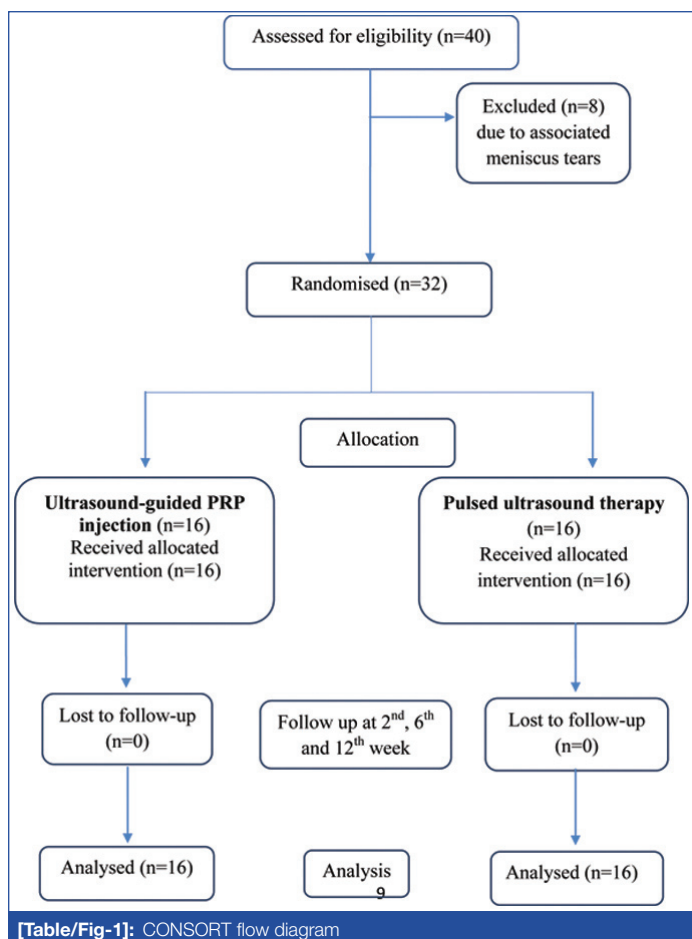 Assessed for eligibility (n=40)
Excluded (n=8)
due to associated
meniscus tears
Randomised (n=32)
Allocation
Ultrasound-guided PRP
injection (n=16)
Received allocated
intervention (n=16)
Pulsed ultrasound therapy
(n=16)
Received allocated
intervention (n=16)
Lost to follow-up
(n=0)
Follow up at 2nd, 6th
and 12th week
Lost to follow-up
(n=0)
Analysed (n=16)
Analysis
9
Analysed (n=16)
[Table/Fig-1]: CONSORT flow diagram